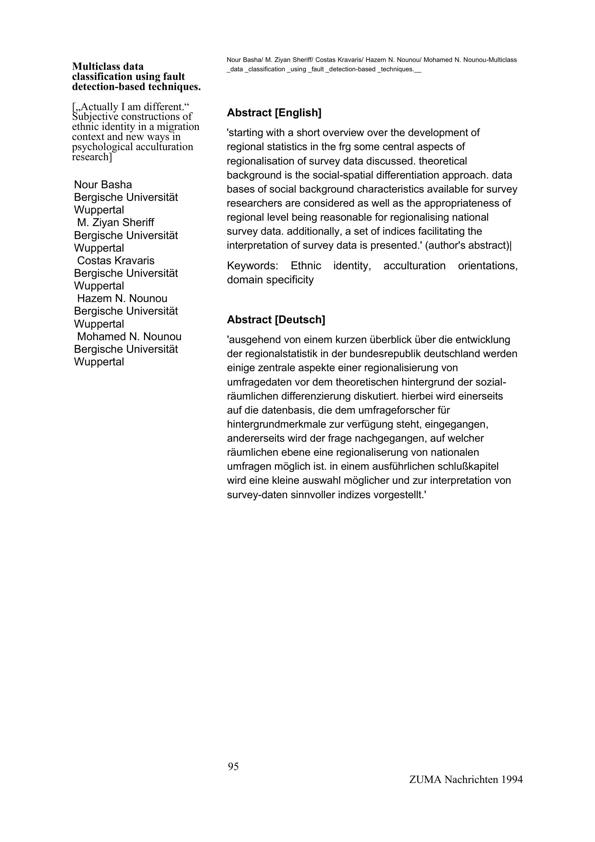 Multiclass data
classification using fault
detection-based techniques.
[„Actually I am different.“
Subjective constructions of
ethnic identity in a migration
context and new ways in
psychological acculturation
research]
Nour Basha
Bergische Universität
Wuppertal
M. Ziyan Sheriff
Bergische Universität
Wuppertal
Costas Kravaris
Bergische Universität
Wuppertal
Hazem N. Nounou
Bergische Universität
Wuppertal
Mohamed N. Nounou
Bergische Universität
Wuppertal
Nour Basha/ M. Ziyan Sheriff/ Costas Kravaris/ Hazem N. Nounou/ Mohamed N. Nounou-Multiclass
_data _classification _using _fault _detection-based _techniques.__
Abstract [English]
'starting with a short overview over the development of
regional statistics in the frg some central aspects of
regionalisation of survey data discussed. theoretical
background is the social-spatial differentiation approach. data
bases of social background characteristics available for survey
researchers are considered as well as the appropriateness of
regional level being reasonable for regionalising national
survey data. additionally, a set of indices facilitating the
interpretation of survey data is presented.' (author's abstract)|
Keywords: Ethnic identity, acculturation orientations,
domain specificity
Abstract [Deutsch]
'ausgehend von einem kurzen überblick über die entwicklung
der regionalstatistik in der bundesrepublik deutschland werden
einige zentrale aspekte einer regionalisierung von
umfragedaten vor dem theoretischen hintergrund der sozial-
räumlichen differenzierung diskutiert. hierbei wird einerseits
auf die datenbasis, die dem umfrageforscher für
hintergrundmerkmale zur verfügung steht, eingegangen,
andererseits wird der frage nachgegangen, auf welcher
räumlichen ebene eine regionaliserung von nationalen
umfragen möglich ist. in einem ausführlichen schlußkapitel
wird eine kleine auswahl möglicher und zur interpretation von
survey-daten sinnvoller indizes vorgestellt.'
95
ZUMA Nachrichten 1994